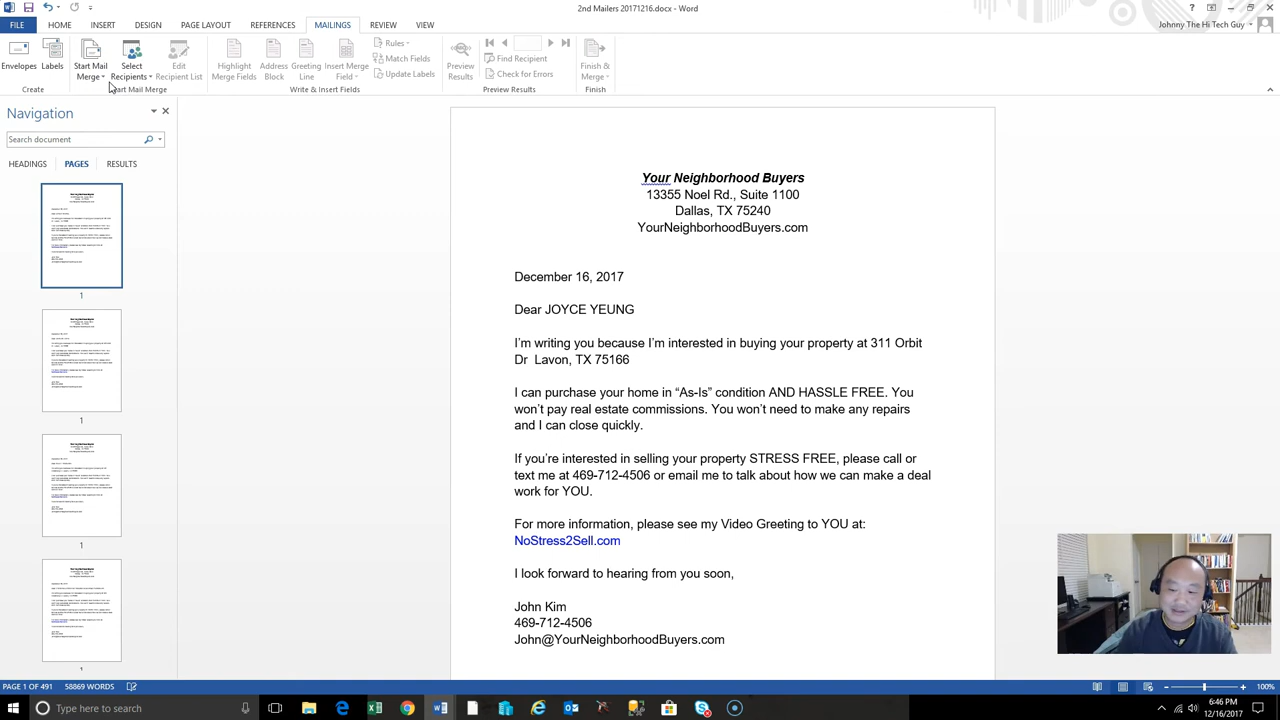 2nd Mailers 20171216.docx - Word
FILE HOME INSERT DESIGN PAGE LAYOUT REFERENCES MAILINGS REVIEW VIEW
Johnny The Hi Tech Guy
Envelopes Labels
Create
Start Mail Merge
Select Recipients
Edit Recipient List
Start Mail Merge
Highlight Merge Fields
Address Block
Greeting Line
Insert Merge Field
Rules
Match Fields
Update Labels
Write & Insert Fields
Preview Results
Find Recipient
Check for Errors
Preview Results
Finish & Merge
Finish
Navigation
Search document
HEADINGS PAGES RESULTS
1
1
1
1
Your Neighborhood Buyers
13355 Noel Rd., Suite 1100
Dallas, TX 75240
YourNeighborhoodBuyers.com
December 16, 2017
Dear JOYCE YEUNG
I'm writing you because I'm interested in buying your property at 311 Orbit
Dr Lavon, TX 75166
I can purchase your home in “As-Is” condition AND HASSLE FREE. You
won't pay real estate commissions. You won't need to make any repairs
and I can close quickly.
If you're interested in selling your property STRESS FREE, please call or
text me at 469-712-4506 or email me to talk about how we can make a deal
work for YOU.
For more information, please see my Video Greeting to YOU at:
NoStress2Sell.com
I look forward to hearing from you soon,
John Kim
John@YourNeighborhoodBuyers.com
PAGE 1 OF 491 58869 WORDS
100%
Ask me anything
6:46 PM
12/16/2017